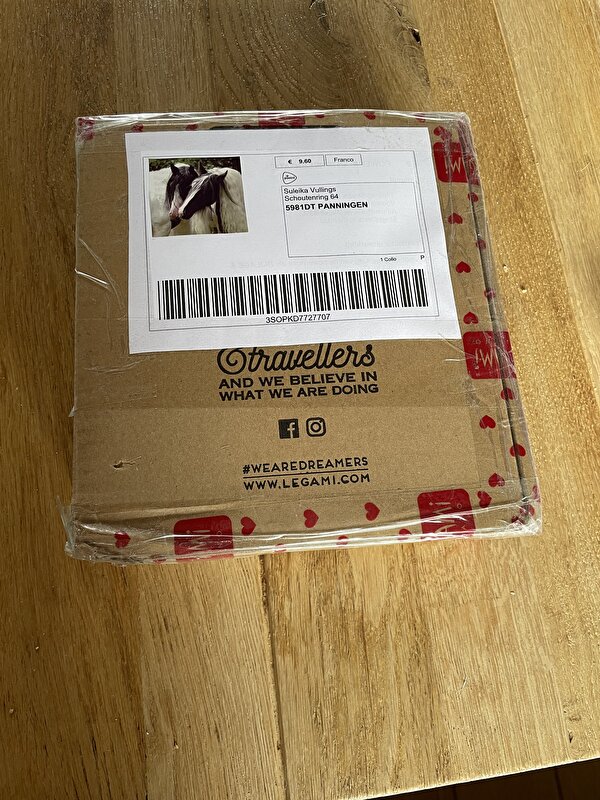 € 9.60 Franco
Suleika Vullings
Schoutenring 64
5981DT PANNINGEN
1 Collo P
3SOPKD7727707
&travellers
AND WE BELIEVE IN
WHAT WE ARE DOING
#WEAREDREAMERS
WWW.LEGAMI.COM